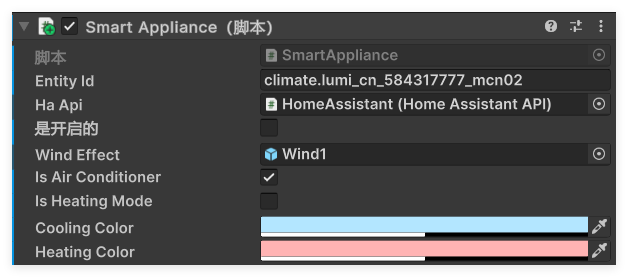 Smart Appliance (脚本)
脚本 SmartAppliance
Entity Id climate.lumi_cn_584317777_mcn02
Ha Api HomeAssistant (Home Assistant API)
是开启的
Wind Effect Wind1
Is Air Conditioner
Is Heating Mode
Cooling Color
Heating Color